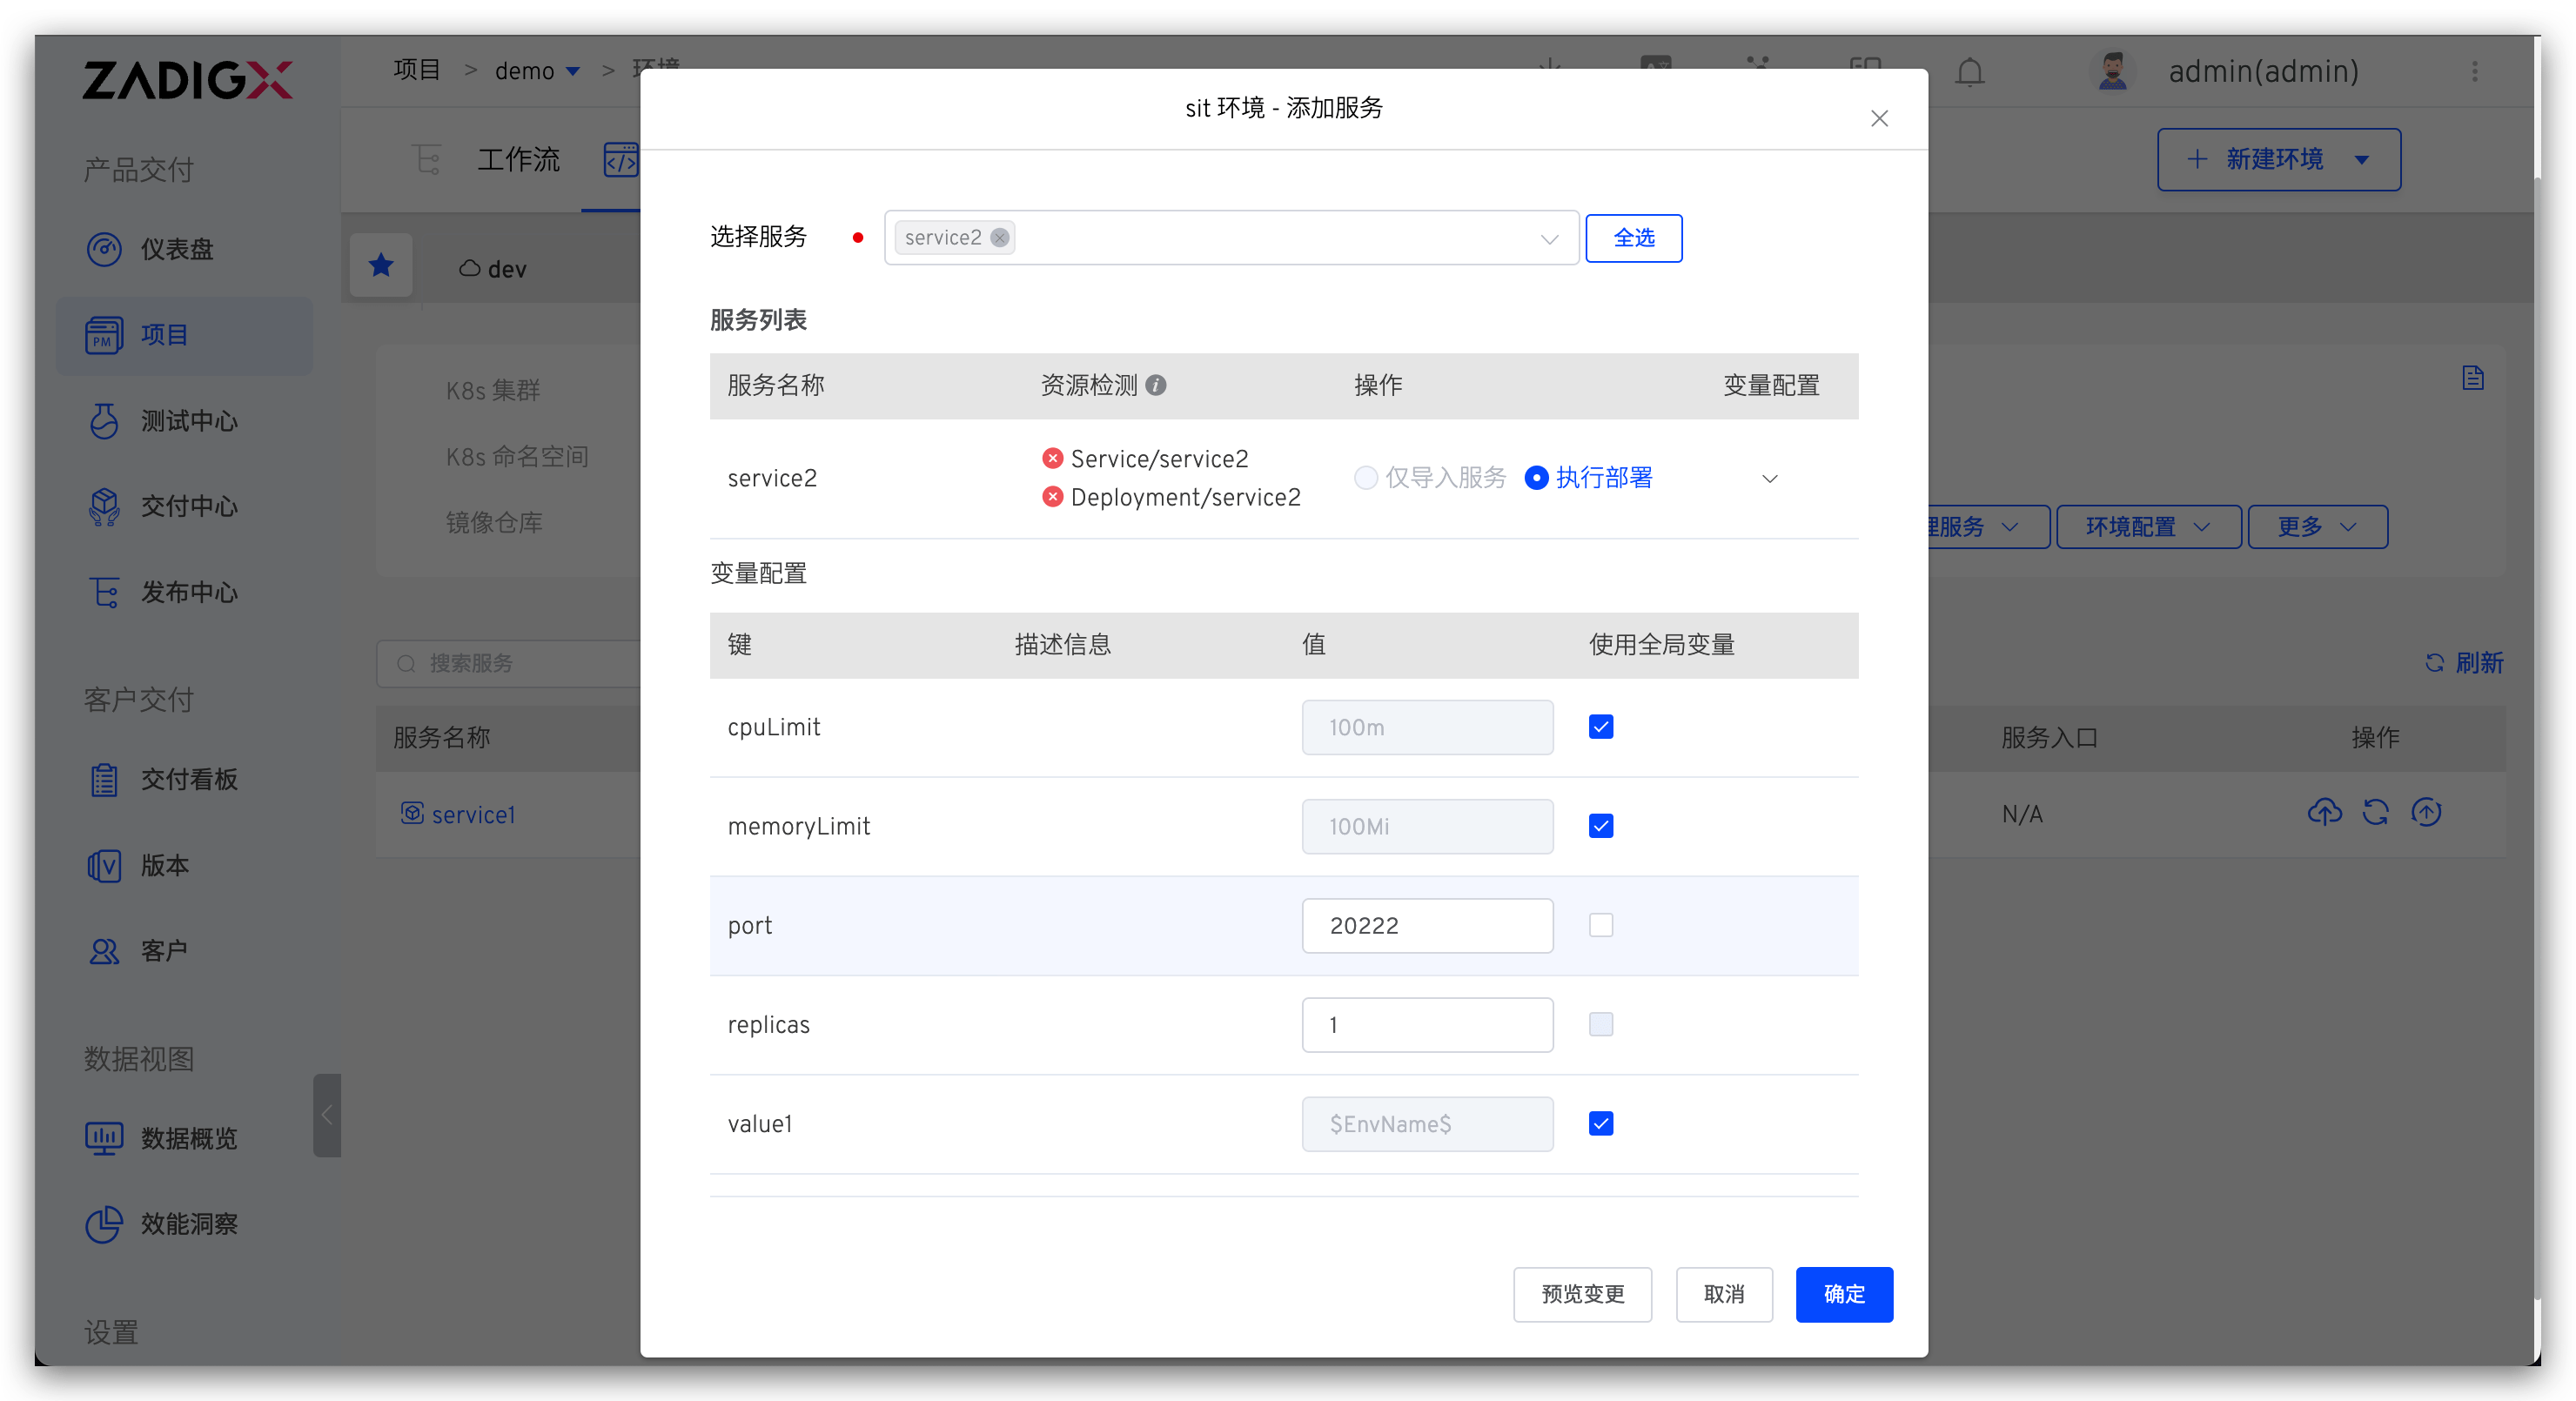 ZADIGX
项目 > demo > 环境
admin(admin)
产品交付
仪表盘
项目
测试中心
交付中心
发布中心
客户交付
交付看板
版本
客户
数据视图
数据概览
效能洞察
设置
工作流
新建环境
dev
K8s 集群
K8s 命名空间
镜像仓库
理服务
环境配置
更多
搜索服务
刷新
服务名称
服务入口
操作
service1
N/A
sit 环境 - 添加服务
选择服务
service2
全选
服务列表
服务名称 资源检测 操作 变量配置
service2
Service/service2
Deployment/service2
仅导入服务
执行部署
变量配置
键 描述信息 值 使用全局变量
cpuLimit 100m
memoryLimit 100Mi
port 20222
replicas 1
value1 $EnvName$
预览变更
取消
确定